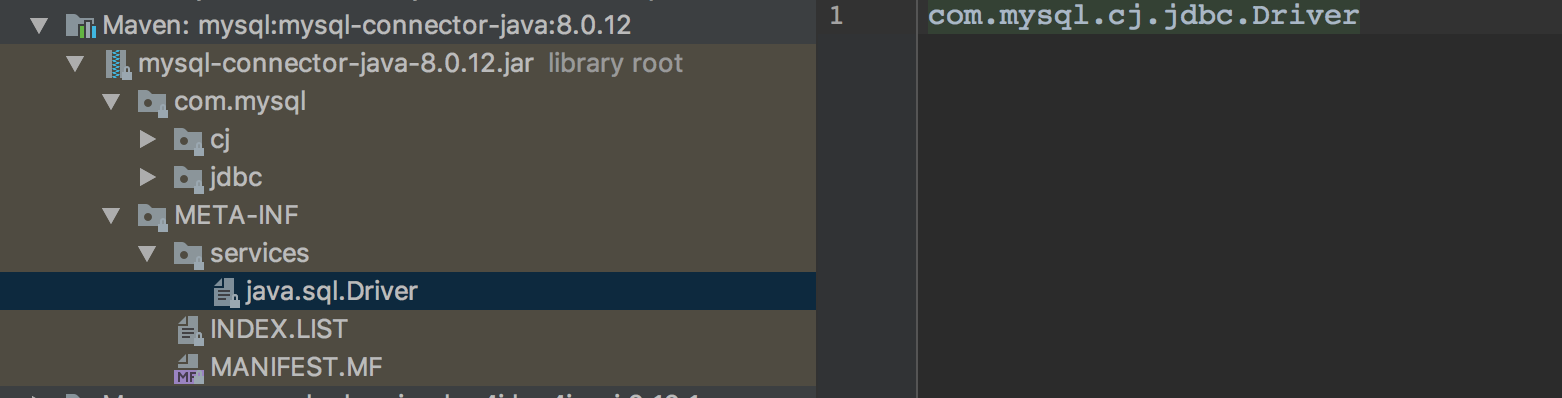 Maven: mysql:mysql-connector-java:8.0.12
mysql-connector-java-8.0.12.jar library root
com.mysql
cj
jdbc
META-INF
services
java.sql.Driver
INDEX.LIST
MF MANIFEST.MF
1 com.mysql.cj.jdbc.Driver